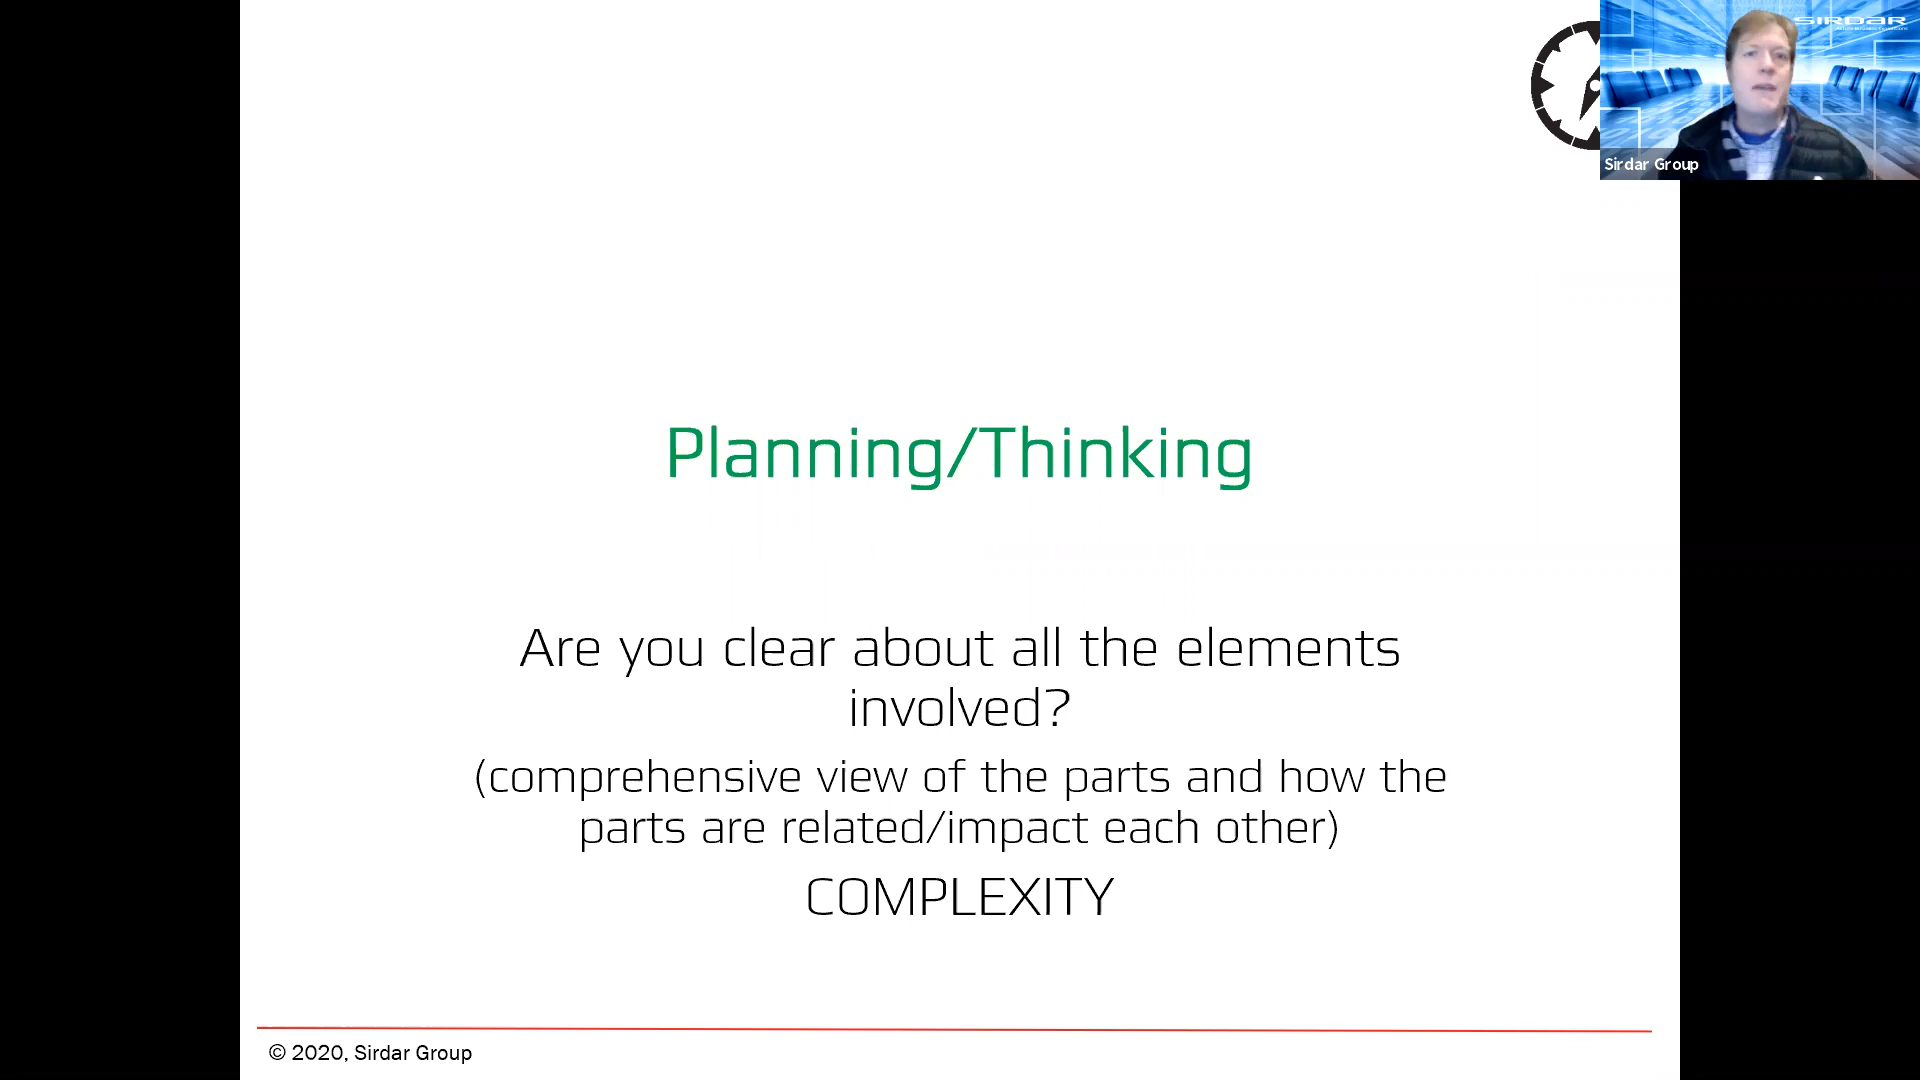 SIRDAR
Sirdar Group
Planning/Thinking
Are you clear about all the elements
involved?
(comprehensive view of the parts and how the
parts are related/impact each other)
COMPLEXITY
© 2020, Sirdar Group